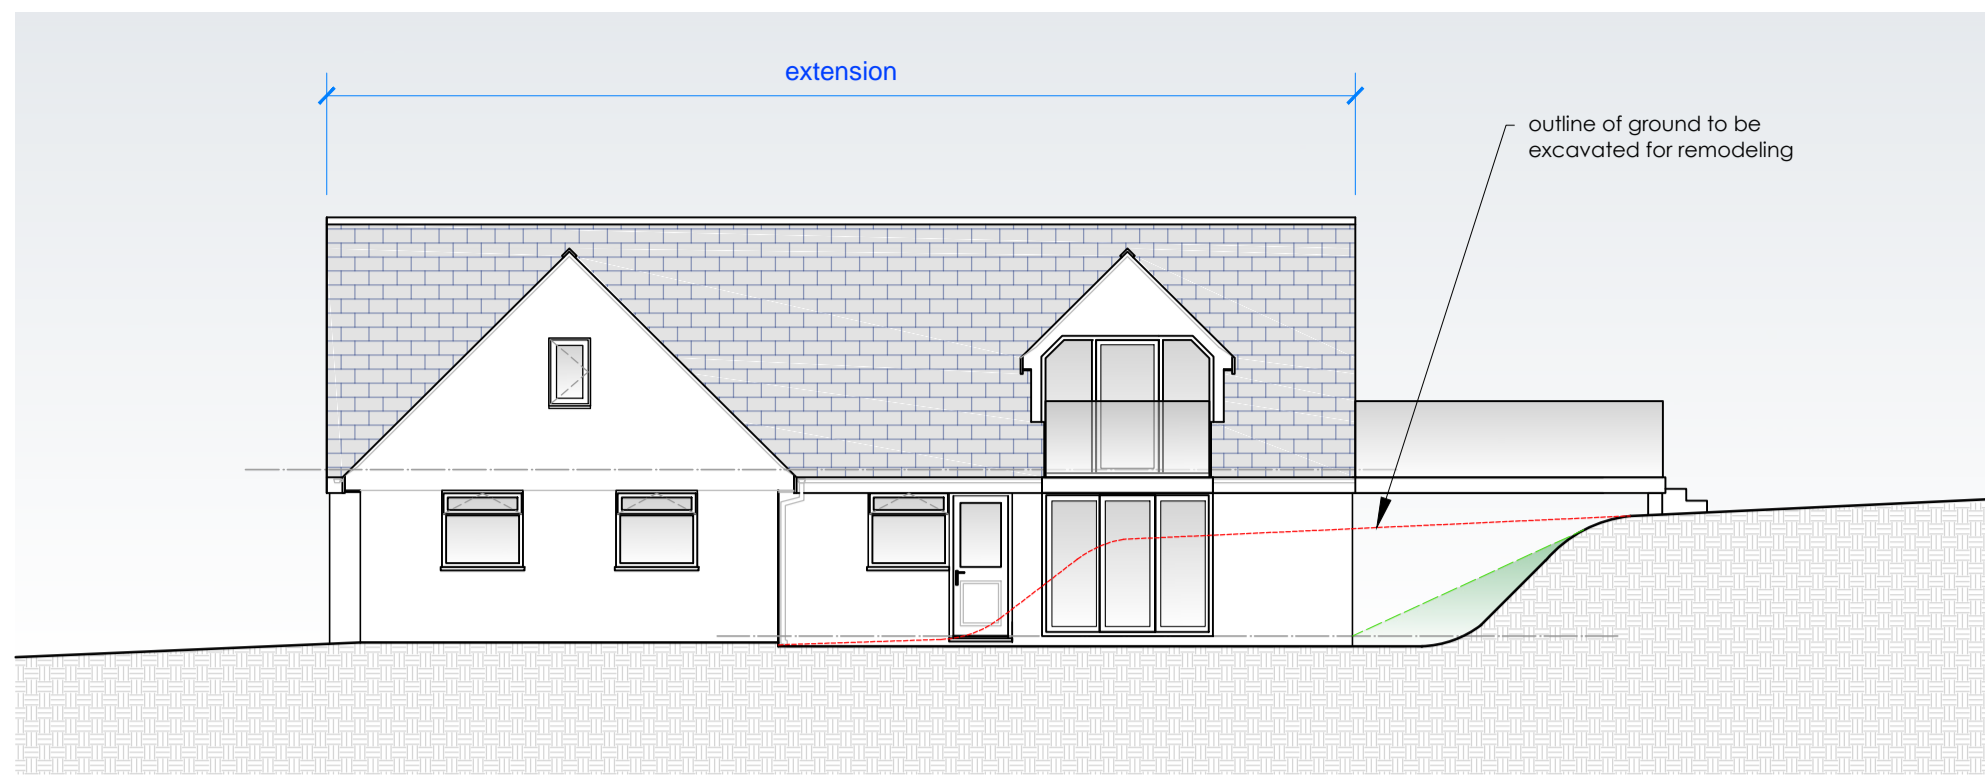 extension
outline of ground to be
excavated for remodeling